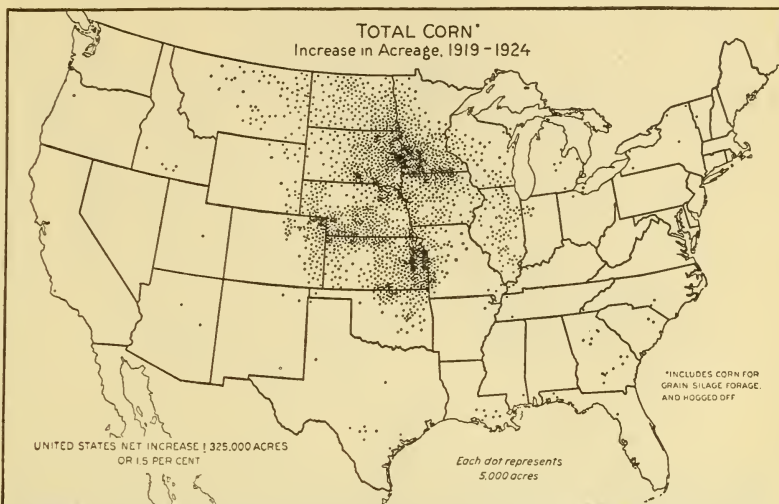 TOTAL CORN*
Increase in Acreage, 1919-1924
*INCLUDES CORN FOR
GRAIN SILAGE FORAGE,
AND HOGGED OFF
UNITED STATES NET INCREASE 1 325,000 ACRES
OR 1.5 PER CENT
Each dot represents
5,000 acres